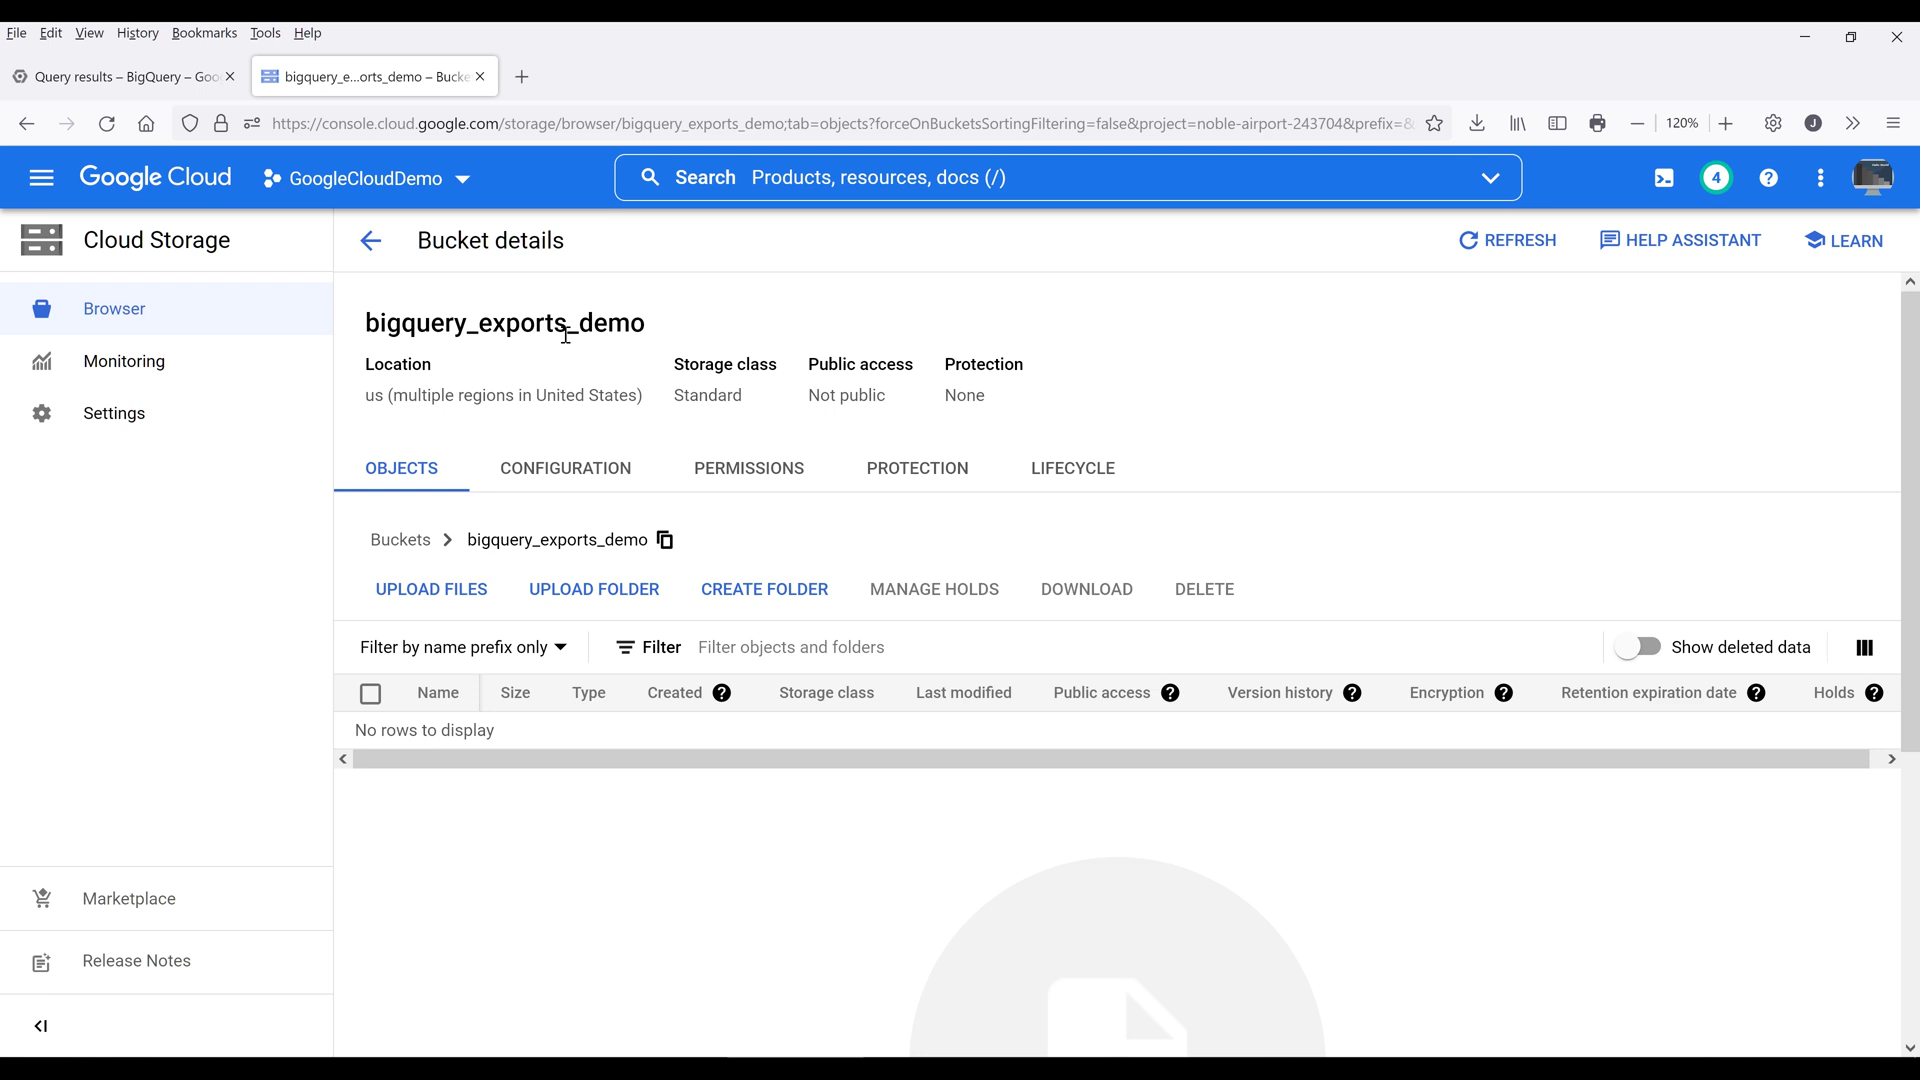 File Edit View History Bookmarks Tools Help
Query results – BigQuery – Goo
bigquery_e...orts_demo – Bucke
https://console.cloud.google.com/storage/browser/bigquery_exports_demo;tab=objects?forceOnBucketsSortingFiltering=false&project=noble-airport-243704&prefix=&
120%
J
Google Cloud
GoogleCloudDemo
Search Products, resources, docs (/)
4
Cloud Storage
Bucket details
REFRESH
HELP ASSISTANT
LEARN
Browser
Monitoring
Settings
bigquery_exports_demo
Location Storage class Public access Protection
us (multiple regions in United States) Standard Not public None
OBJECTS CONFIGURATION PERMISSIONS PROTECTION LIFECYCLE
Buckets > bigquery_exports_demo
UPLOAD FILES UPLOAD FOLDER CREATE FOLDER MANAGE HOLDS DOWNLOAD DELETE
Filter by name prefix only Filter Filter objects and folders Show deleted data
Name Size Type Created Storage class Last modified Public access Version history Encryption Retention expiration date Holds
No rows to display
Marketplace
Release Notes